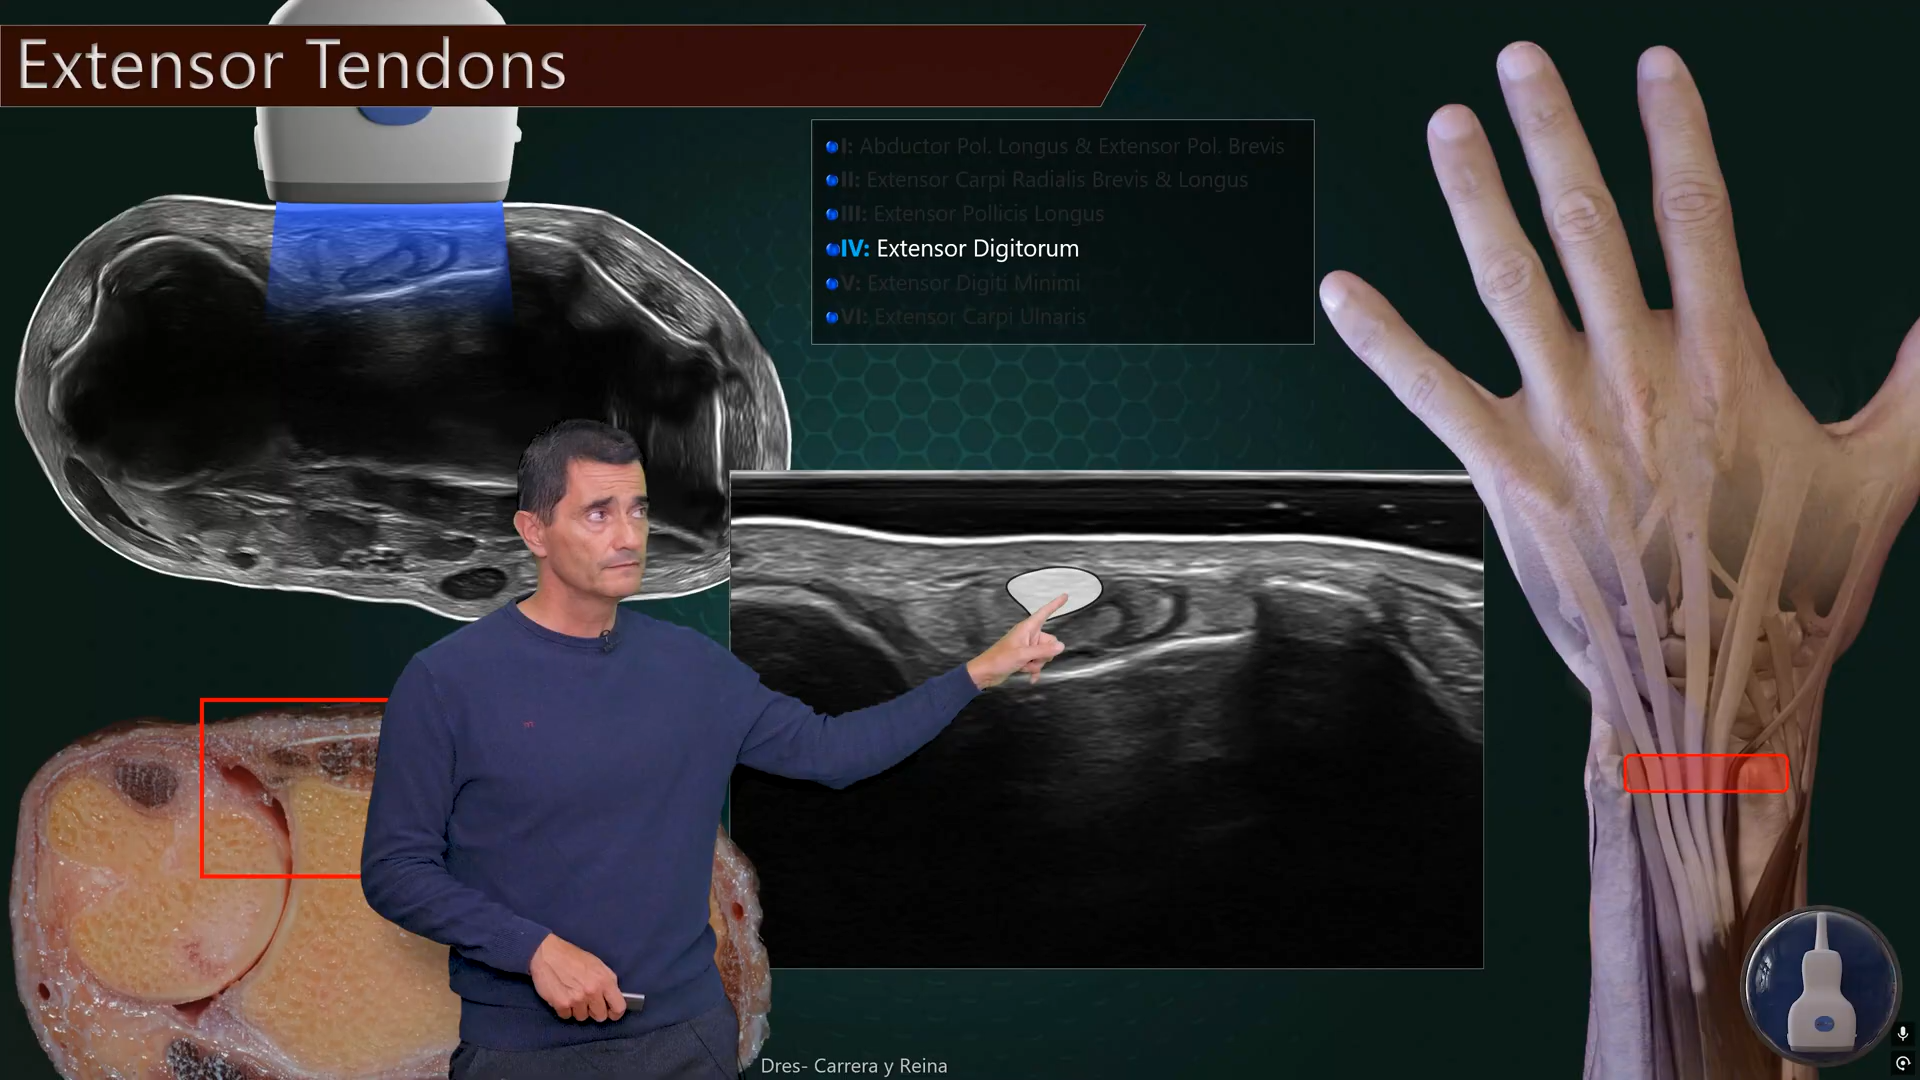 Extensor Tendons
I: Abductor Pol. Longus & Extensor Pol. Brevis
II: Extensor Carpi Radialis Brevis & Longus
III: Extensor Pollicis Longus
IV: Extensor Digitorum
V: Extensor Digiti Minimi
VI: Extensor Carpi Ulnaris
Dres- Carrera y Reina